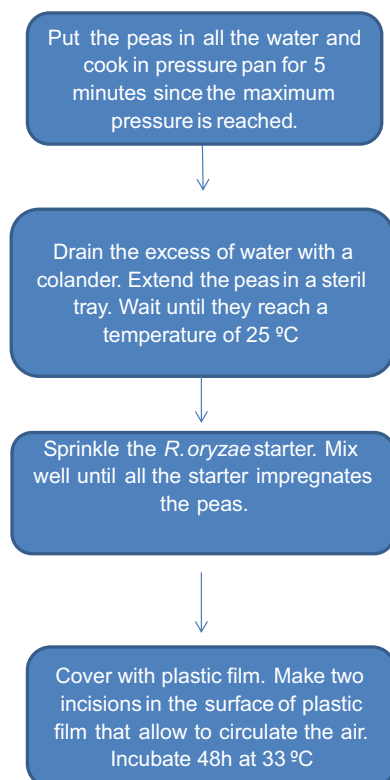 Put the peas in all the water and
cook in pressure pan for 5
minutes since the maximum
pressure is reached.
Drain the excess of water with a
colander. Extend the peas in a steril
tray. Wait until they reach a
temperature of 25 ºC
Sprinkle the R. oryzae starter. Mix
well until all the starter impregnates
the peas.
Cover with plastic film. Make two
incisions in the surface of plastic
film that allow to circulate the air.
Incubate 48h at 33 ºC